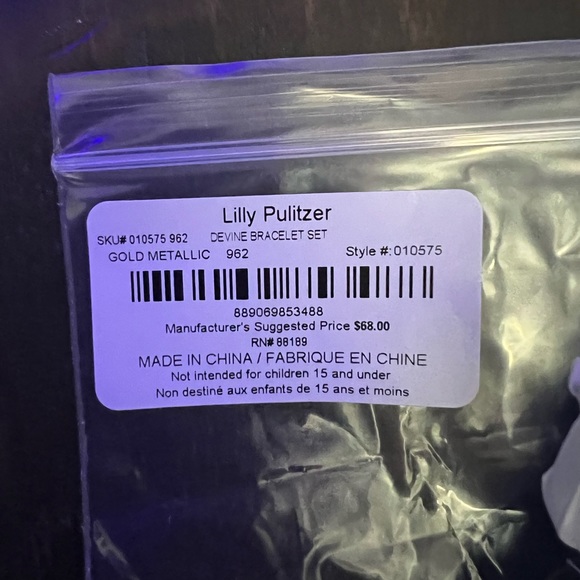 Lilly Pulitzer
SKU# 010575 962 DEVINE BRACELET SET
GOLD METALLIC 962 Style #: 010575
889069853488
Manufacturer's Suggested Price $68.00
RN# 88189
MADE IN CHINA / FABRIQUE EN CHINE
Not intended for children 15 and under
Non destiné aux enfants de 15 ans et moins